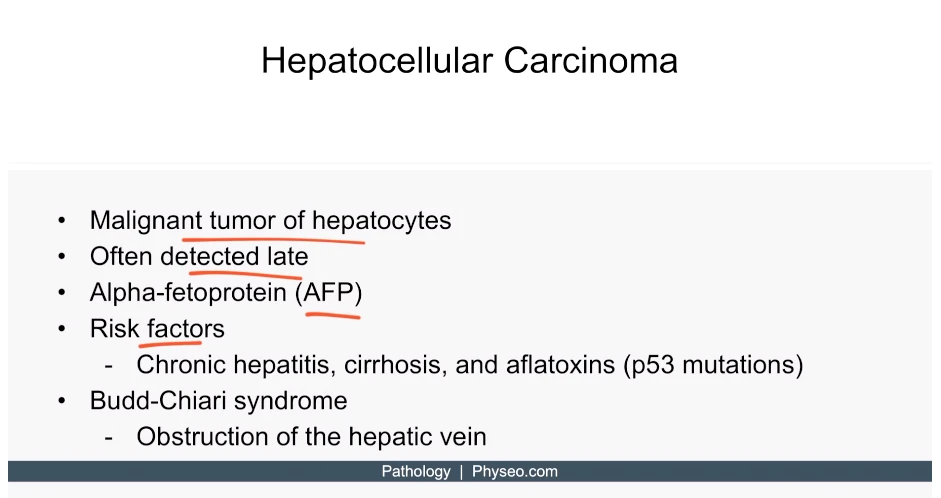 Hepatocellular Carcinoma
• Malignant tumor of hepatocytes
• Often detected late
• Alpha-fetoprotein (AFP)
• Risk factors
- Chronic hepatitis, cirrhosis, and aflatoxins (p53 mutations)
• Budd-Chiari syndrome
- Obstruction of the hepatic vein
Pathology | Physeo.com